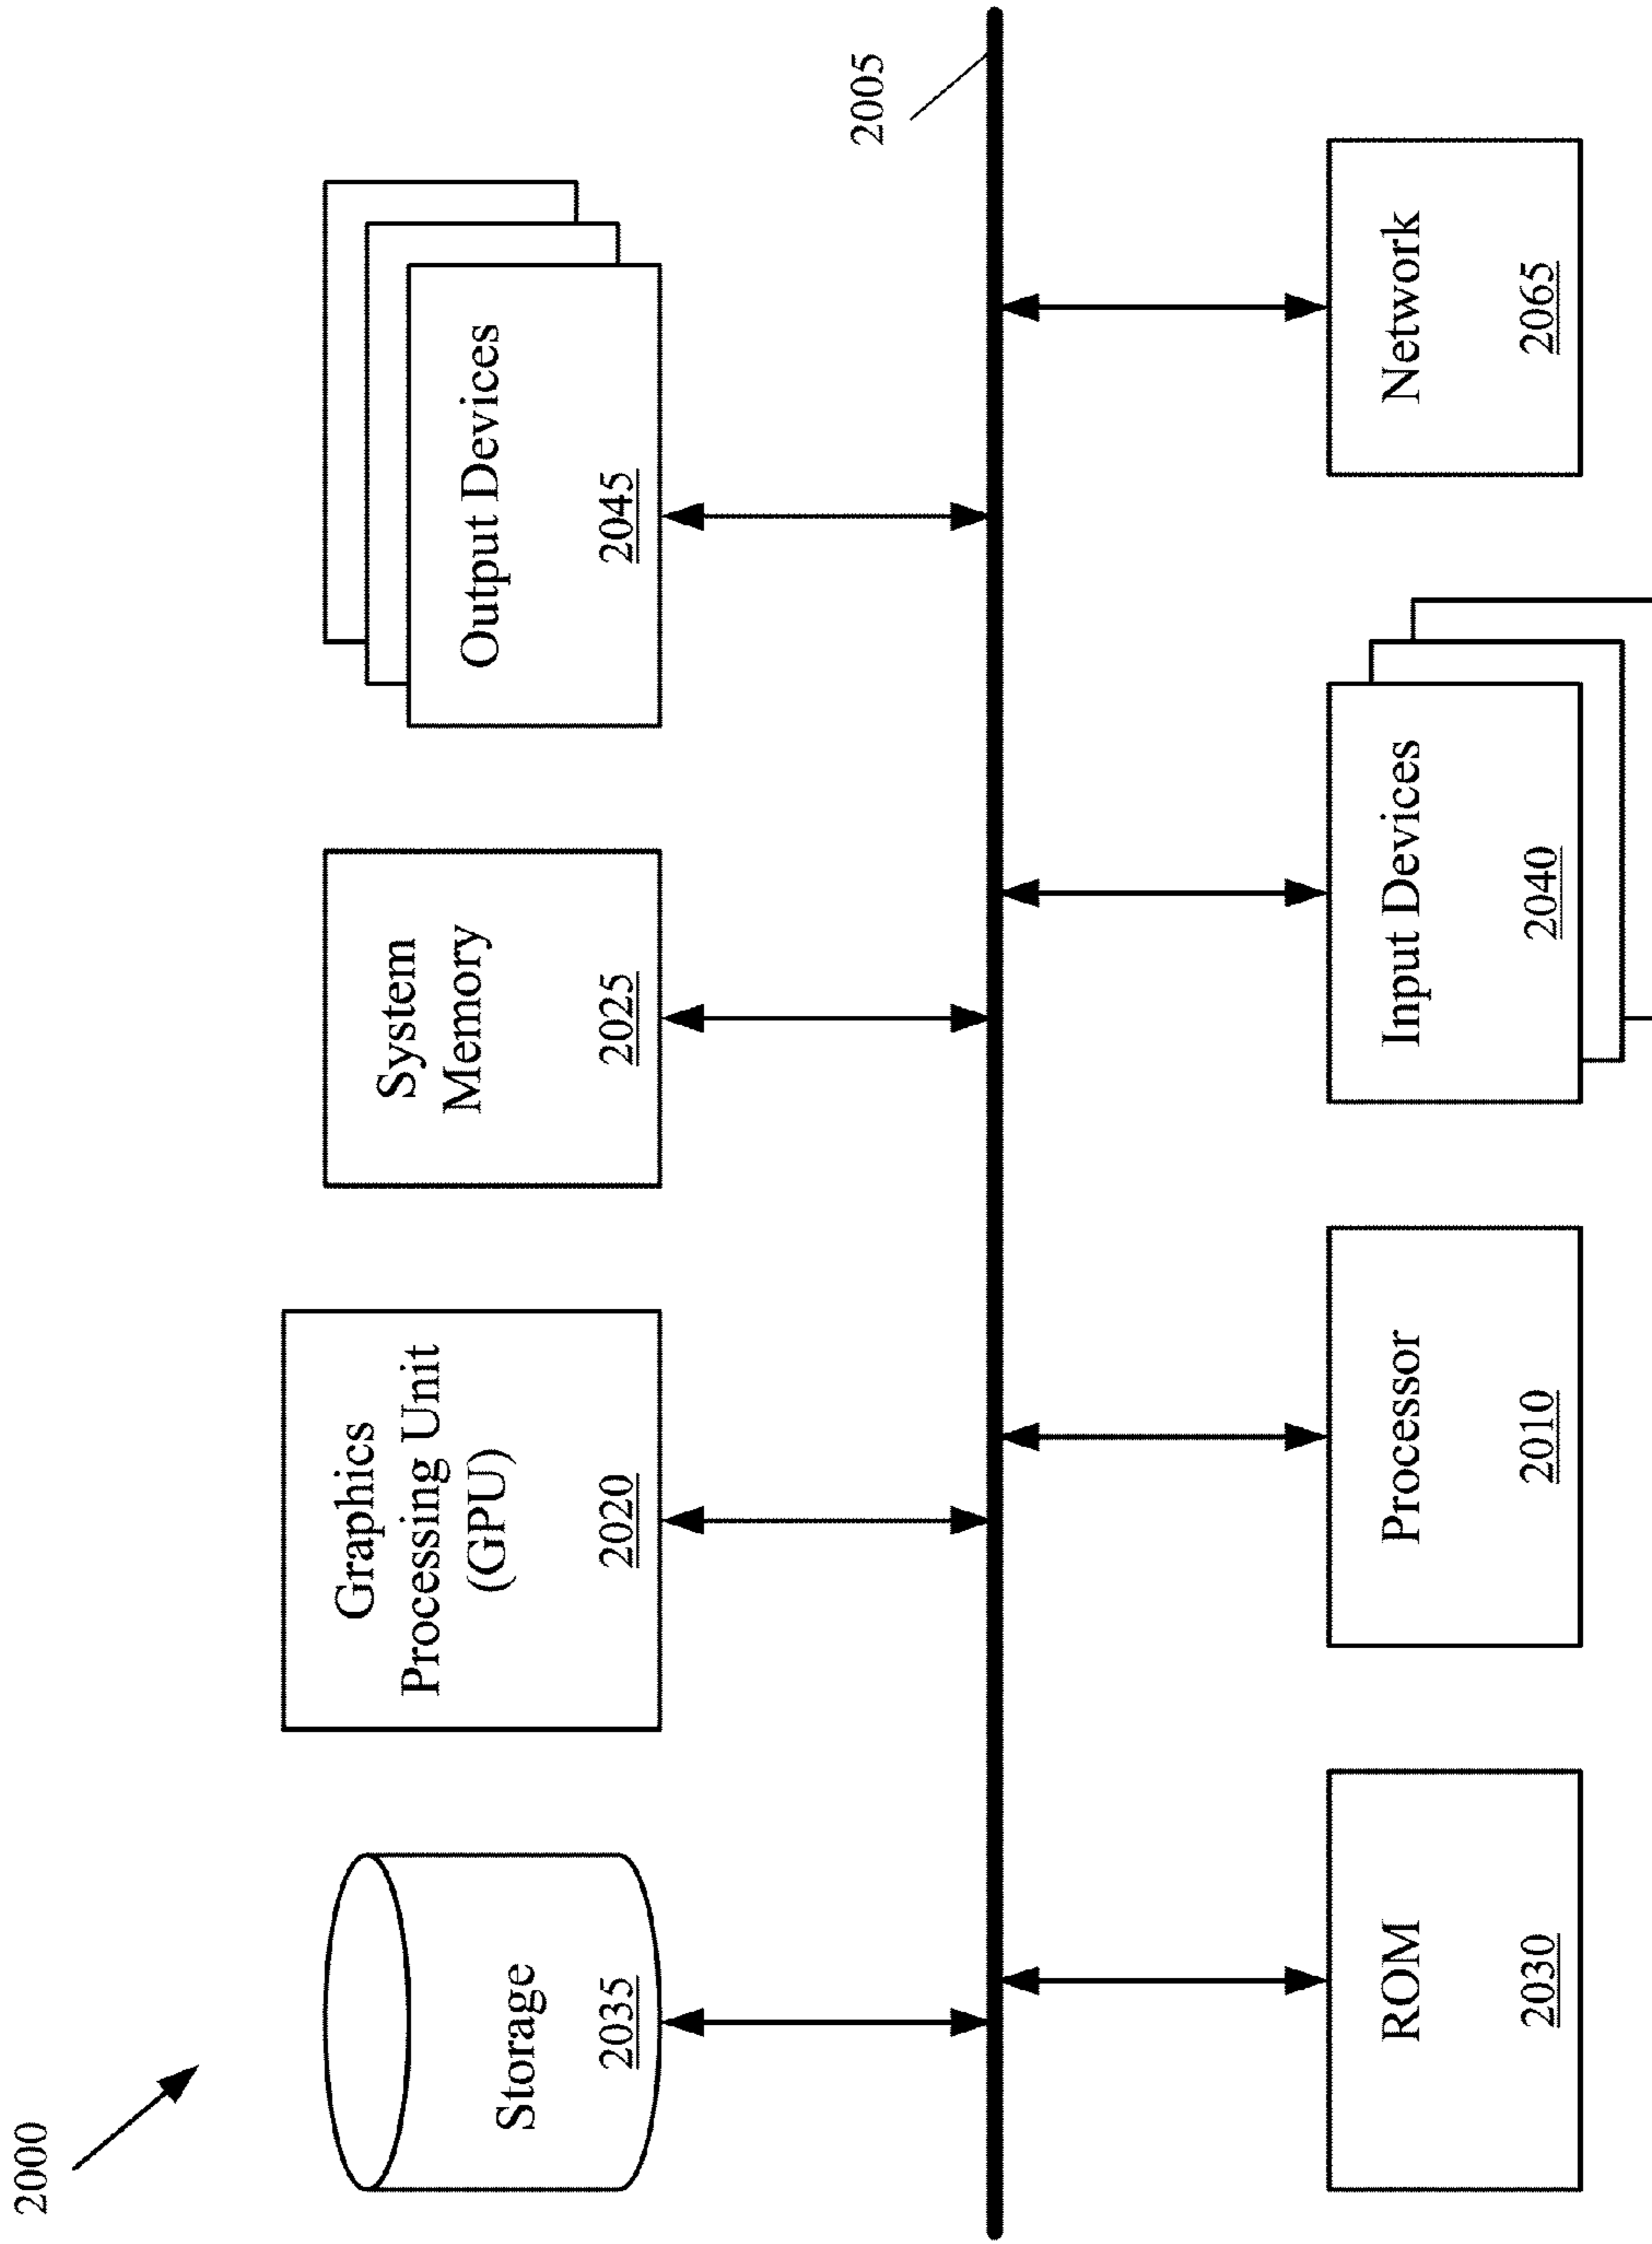 2000
Storage
2035
Graphics
Processing Unit
(GPU)
2020
System
Memory
2025
Output Devices
2045
2005
ROM
2030
Processor
2010
Input Devices
2040
Network
2065